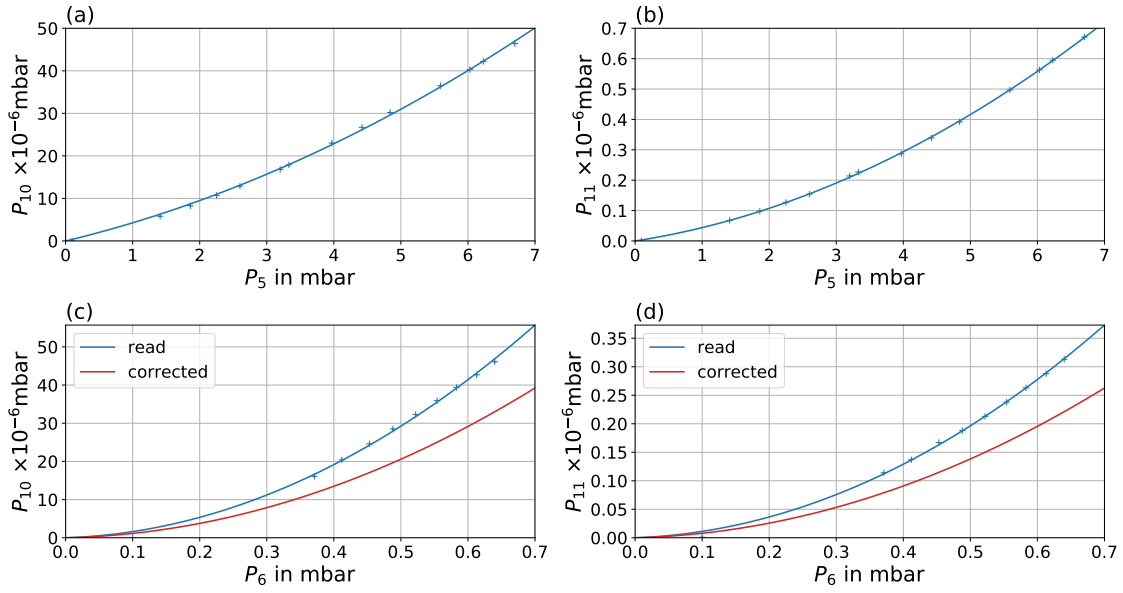 (a)
50
40
30
20
10
0
P₁₀ ×10⁻⁶mbar
0 1 2 3 4 5 6 7
P₅ in mbar
(b)
0.7
0.6
0.5
0.4
0.3
0.2
0.1
0.0
P₁₁ ×10⁻⁶mbar
0 1 2 3 4 5 6 7
P₅ in mbar
(c)
read
corrected
50
40
30
20
10
0
P₁₀ ×10⁻⁶mbar
0.0 0.1 0.2 0.3 0.4 0.5 0.6 0.7
P₆ in mbar
(d)
read
corrected
0.35
0.30
0.25
0.20
0.15
0.10
0.05
0.00
P₁₁ ×10⁻⁶mbar
0.0 0.1 0.2 0.3 0.4 0.5 0.6 0.7
P₆ in mbar